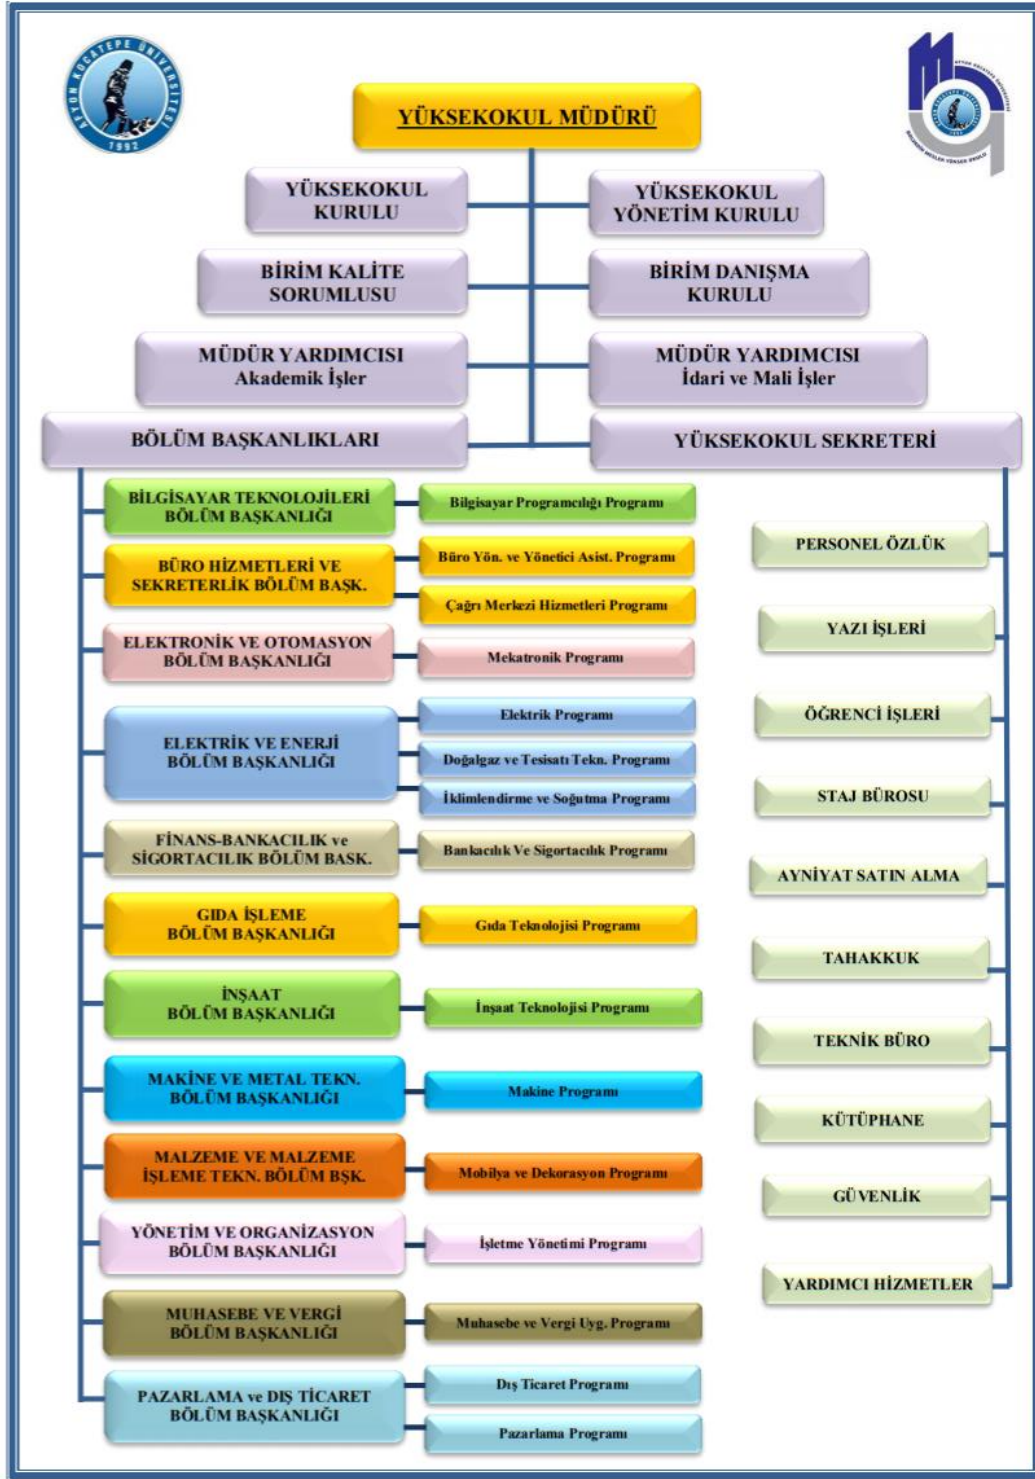 AFYON KOCATEPE ÜNİVERSİTESİ
1992
YÜKSEKOKUL MÜDÜRÜ
YÜKSEKOKUL
KURULU
YÜKSEKOKUL
YÖNETİM KURULU
BİRİM KALİTE
SORUMLUSU
BİRİM DANIŞMA
KURULU
MÜDÜR YARDIMCISI
Akademik İşler
MÜDÜR YARDIMCISI
İdari ve Mali İşler
BÖLÜM BAŞKANLIKLARI
YÜKSEKOKUL SEKRETERİ
BİLGİSAYAR TEKNOLOJİLERİ
BÖLÜM BAŞKANLIĞI
Bilgisayar Programcılığı Programı
BÜRO HİZMETLERİ VE
SEKRETERLİK BÖLÜM BAŞK.
Büro Yön. ve Yönetici Asist. Programı
Çağrı Merkezi Hizmetleri Programı
ELEKTRONİK VE OTOMASYON
BÖLÜM BAŞKANLIĞI
Mekatronik Programı
ELEKTRİK VE ENERJİ
BÖLÜM BAŞKANLIĞI
Elektrik Programı
Doğalgaz ve Tesisatı Tekn. Programı
İklimlendirme ve Soğutma Programı
FİNANS-BANKACILIK ve
SİGORTACILIK BÖLÜM BASK.
Bankacılık Ve Sigortacılık Programı
GIDA İŞLEME
BÖLÜM BAŞKANLIĞI
Gıda Teknolojisi Programı
İNŞAAT
BÖLÜM BAŞKANLIĞI
İnşaat Teknolojisi Programı
MAKİNE VE METAL TEKN.
BÖLÜM BAŞKANLIĞI
Makine Programı
MALZEME VE MALZEME
İŞLEME TEKN. BÖLÜM BŞK.
Mobilya ve Dekorasyon Programı
YÖNETİM VE ORGANİZASYON
BÖLÜM BAŞKANLIĞI
İşletme Yönetimi Programı
MUHASEBE VE VERGİ
BÖLÜM BAŞKANLIĞI
Muhasebe ve Vergi Uyg. Programı
PAZARLAMA ve DIŞ TİCARET
BÖLÜM BAŞKANLIĞI
Dış Ticaret Programı
Pazarlama Programı
PERSONEL ÖZLÜK
YAZI İŞLERİ
ÖĞRENCİ İŞLERİ
STAJ BÜROSU
AYNİYAT SATIN ALMA
TAHAKKUK
TEKNİK BÜRO
KÜTÜPHANE
GÜVENLİK
YARDIMCI HİZMETLER